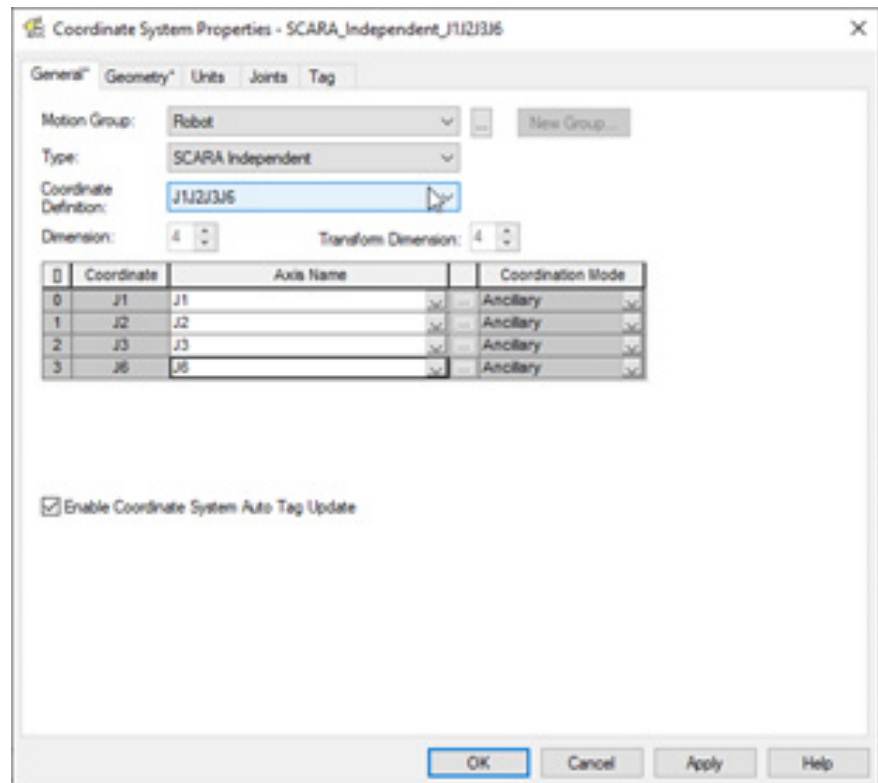 Coordinate System Properties - SCARA_Independent_J1J2J3J6
General* Geometry* Units Joints Tag
Motion Group: Robot ... New Group...
Type: SCARA Independent
Coordinate Definition: J1J2J3J6
Dimension: 4 Transform Dimension: 4
[] Coordinate Axis Name Coordination Mode
0 J1 J1 ... Ancillary
1 J2 J2 ... Ancillary
2 J3 J3 ... Ancillary
3 J6 J6 ... Ancillary
Enable Coordinate System Auto Tag Update
OK Cancel Apply Help